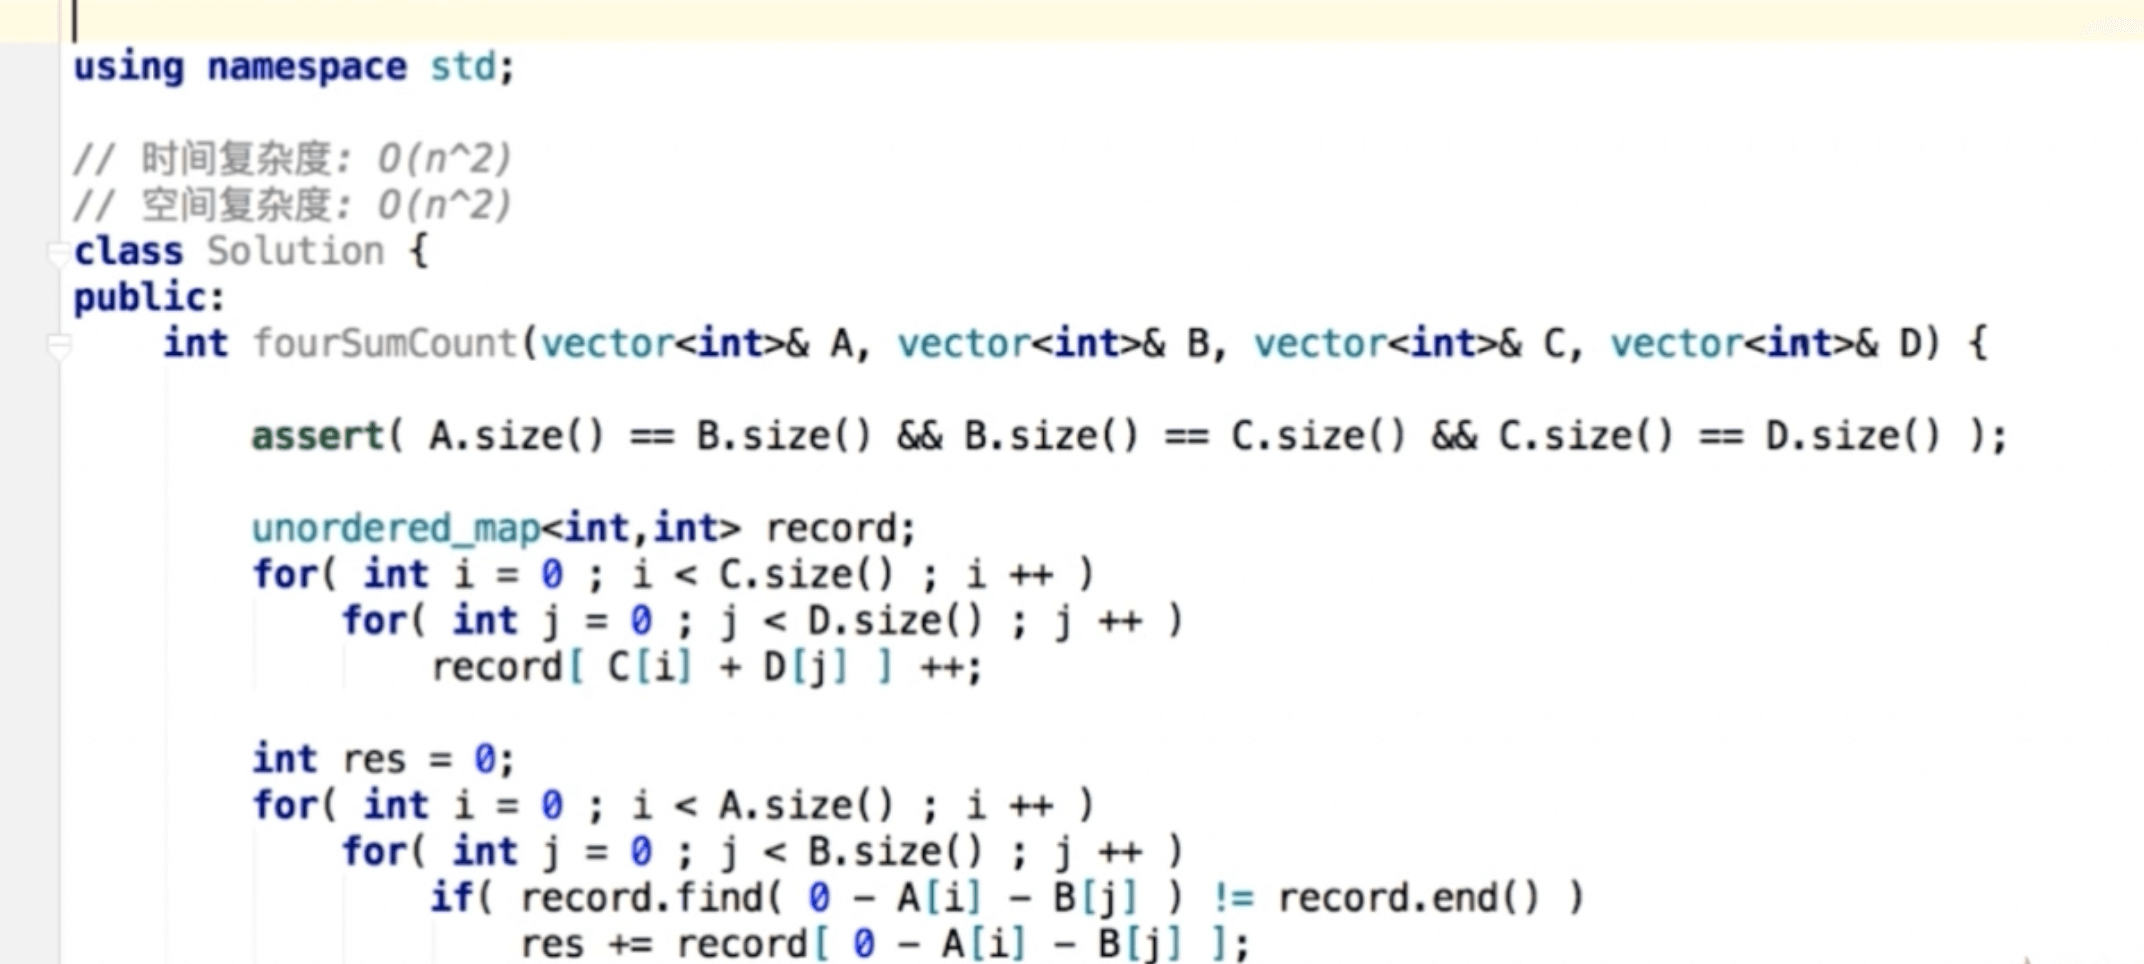 using namespace std;
// 时间复杂度: O(n^2)
// 空间复杂度: O(n^2)
class Solution {
public:
int fourSumCount(vector<int>& A, vector<int>& B, vector<int>& C, vector<int>& D) {
assert( A.size() == B.size() && B.size() == C.size() && C.size() == D.size() );
unordered_map<int,int> record;
for( int i = 0 ; i < C.size() ; i ++ )
for( int j = 0 ; j < D.size() ; j ++ )
record[ C[i] + D[j] ] ++;
int res = 0;
for( int i = 0 ; i < A.size() ; i ++ )
for( int j = 0 ; j < B.size() ; j ++ )
if( record.find( 0 - A[i] - B[j] ) != record.end() )
res += record[ 0 - A[i] - B[j] ];